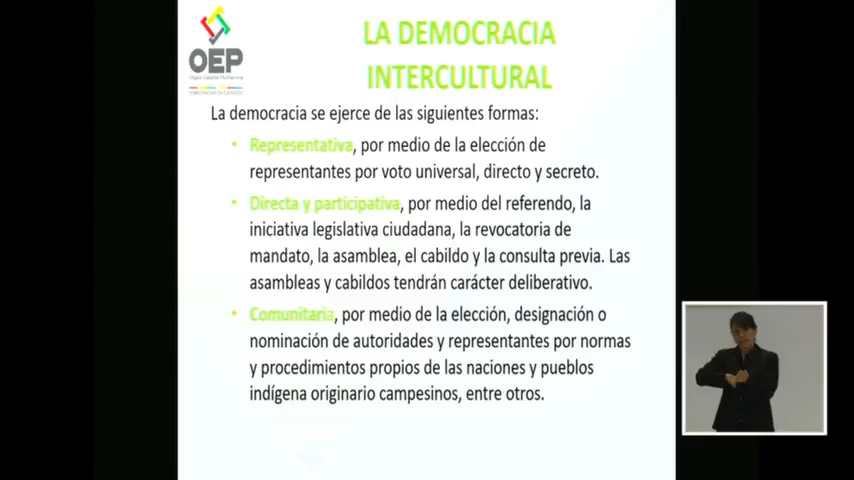 OEP
LA DEMOCRACIA
INTERCULTURAL
La democracia se ejerce de las siguientes formas:
• Representativa, por medio de la elección de
representantes por voto universal, directo y secreto.
• Directa y participativa, por medio del referendo, la
iniciativa legislativa ciudadana, la revocatoria de
mandato, la asamblea, el cabildo y la consulta previa. Las
asambleas y cabildos tendrán carácter deliberativo.
• Comunitaria, por medio de la elección, designación o
nominación de autoridades y representantes por normas
y procedimientos propios de las naciones y pueblos
indígena originario campesinos, entre otros.